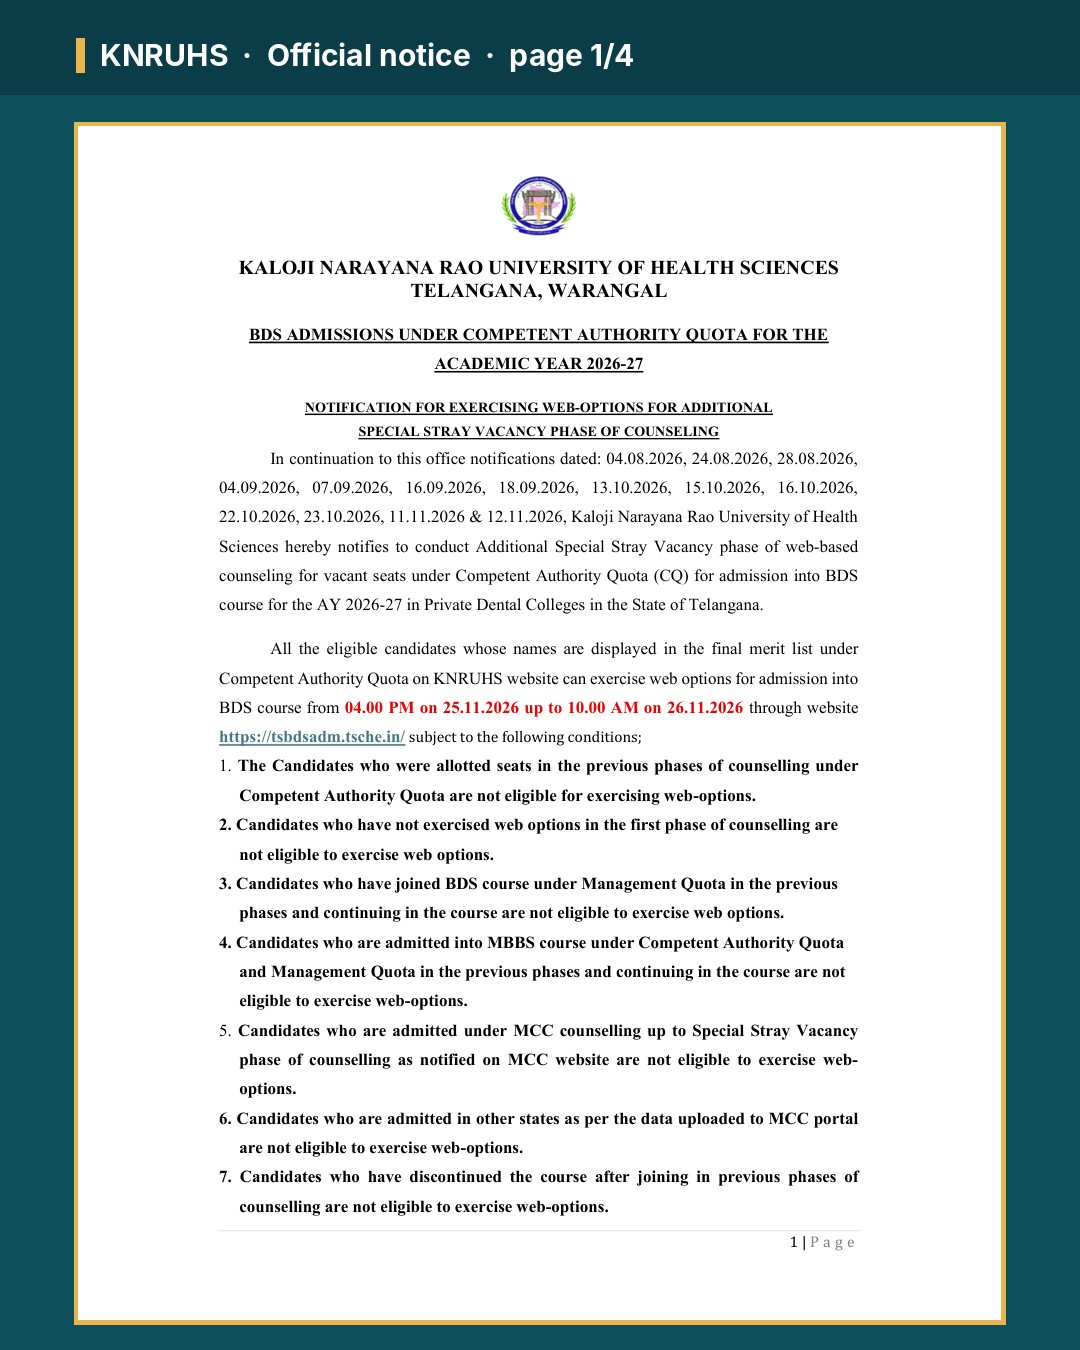 KNRUHS · Official notice · page 1/4
KALOJI NARAYANA RAO UNIVERSITY OF HEALTH SCIENCES
TELANGANA, WARANGAL
BDS ADMISSIONS UNDER COMPETENT AUTHORITY QUOTA FOR THE
ACADEMIC YEAR 2026-27
NOTIFICATION FOR EXERCISING WEB-OPTIONS FOR ADDITIONAL
SPECIAL STRAY VACANCY PHASE OF COUNSELING
In continuation to this office notifications dated: 04.08.2026, 24.08.2026, 28.08.2026,
04.09.2026, 07.09.2026, 16.09.2026, 18.09.2026, 13.10.2026, 15.10.2026, 16.10.2026,
22.10.2026, 23.10.2026, 11.11.2026 & 12.11.2026, Kaloji Narayana Rao University of Health
Sciences hereby notifies to conduct Additional Special Stray Vacancy phase of web-based
counseling for vacant seats under Competent Authority Quota (CQ) for admission into BDS
course for the AY 2026-27 in Private Dental Colleges in the State of Telangana.
All the eligible candidates whose names are displayed in the final merit list under
Competent Authority Quota on KNRUHS website can exercise web options for admission into
BDS course from 04.00 PM on 25.11.2026 up to 10.00 AM on 26.11.2026 through website
https://tsbdsadm.tsche.in/ subject to the following conditions;
1. The Candidates who were allotted seats in the previous phases of counselling under
Competent Authority Quota are not eligible for exercising web-options.
2. Candidates who have not exercised web options in the first phase of counselling are
not eligible to exercise web options.
3. Candidates who have joined BDS course under Management Quota in the previous
phases and continuing in the course are not eligible to exercise web options.
4. Candidates who are admitted into MBBS course under Competent Authority Quota
and Management Quota in the previous phases and continuing in the course are not
eligible to exercise web-options.
5. Candidates who are admitted under MCC counselling up to Special Stray Vacancy
phase of counselling as notified on MCC website are not eligible to exercise web-
options.
6. Candidates who are admitted in other states as per the data uploaded to MCC portal
are not eligible to exercise web-options.
7. Candidates who have discontinued the course after joining in previous phases of
counselling are not eligible to exercise web-options.
1 | P a g e